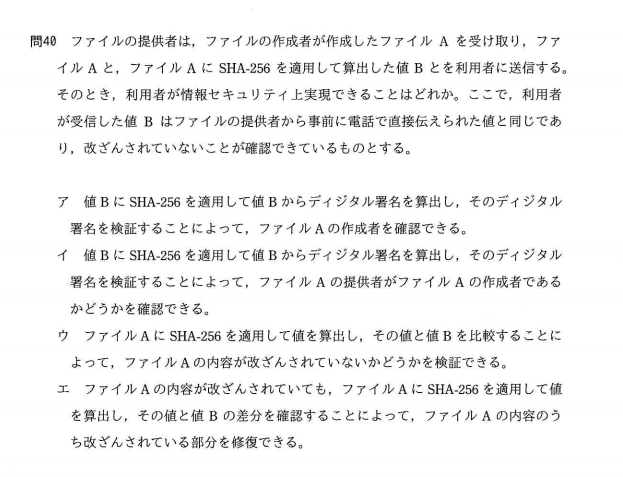 問40 ファイルの提供者は，ファイルの作成者が作成したファイル A を受け取り，ファ
イル A と，ファイル A に SHA-256 を適用して算出した値 B とを利用者に送信する。
そのとき，利用者が情報セキュリティ上実現できることはどれか。ここで，利用者
が受信した値 B はファイルの提供者から事前に電話で直接伝えられた値と同じであ
り，改ざんされていないことが確認できているものとする。
ア 値 B に SHA-256 を適用して値 B からディジタル署名を算出し，そのディジタル
署名を検証することによって，ファイル A の作成者を確認できる。
イ 値 B に SHA-256 を適用して値 B からディジタル署名を算出し，そのディジタル
署名を検証することによって，ファイル A の提供者がファイル A の作成者である
かどうかを確認できる。
ウ ファイル A に SHA-256 を適用して値を算出し，その値と値 B を比較することに
よって，ファイル A の内容が改ざんされていないかどうかを検証できる。
エ ファイル A の内容が改ざんされていても，ファイル A に SHA-256 を適用して値
を算出し，その値と値 B の差分を確認することによって，ファイル A の内容のう
ち改ざんされている部分を修復できる。